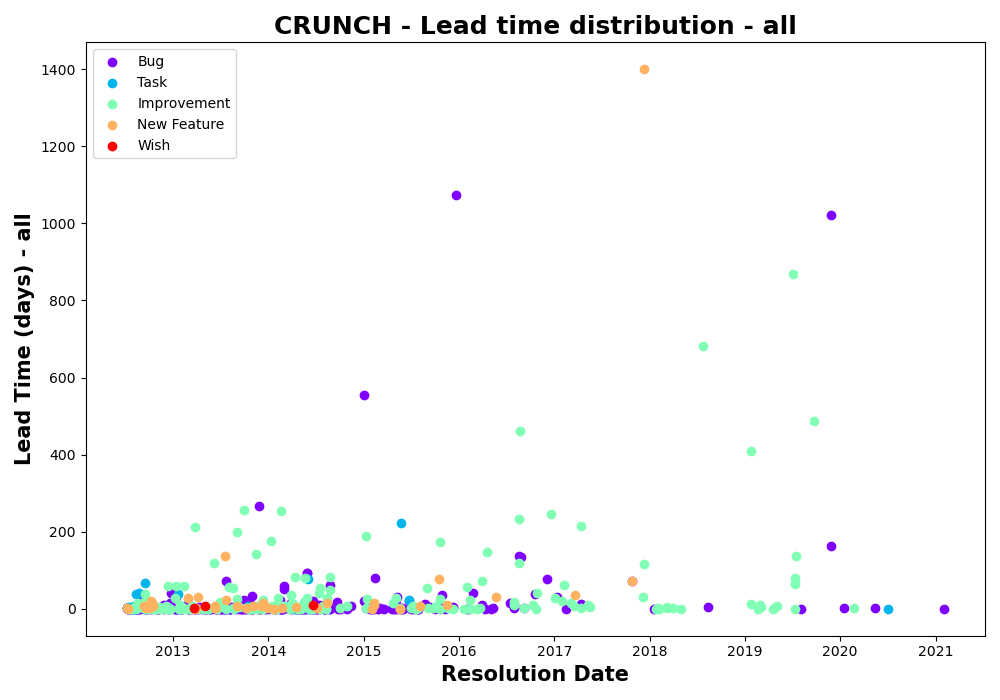 CRUNCH - Lead time distribution - all
Bug
Task
Improvement
New Feature
Wish
Lead Time (days) - all
1400
1200
1000
800
600
400
200
0
2013 2014 2015 2016 2017 2018 2019 2020 2021
Resolution Date